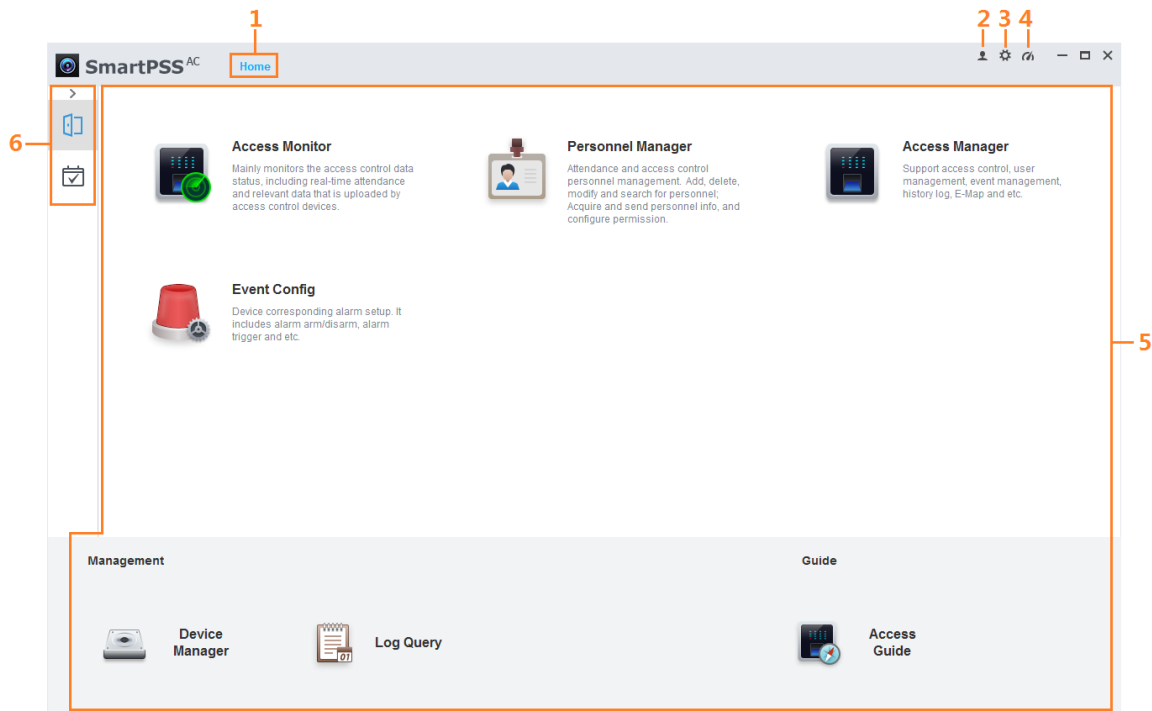 1
2 3 4
SmartPSS AC
Home
6
5
Access Monitor
Mainly monitors the access control data
status, including real-time attendance
and relevant data that is uploaded by
access control devices.
Personnel Manager
Attendance and access control
personnel management. Add, delete,
modify and search for personnel;
Acquire and send personnel info, and
configure permission.
Access Manager
Support access control, user
management, event management,
history log, E-Map and etc.
Event Config
Device corresponding alarm setup. It
includes alarm arm/disarm, alarm
trigger and etc.
Management
Device
Manager
01
Log Query
Guide
Access
Guide